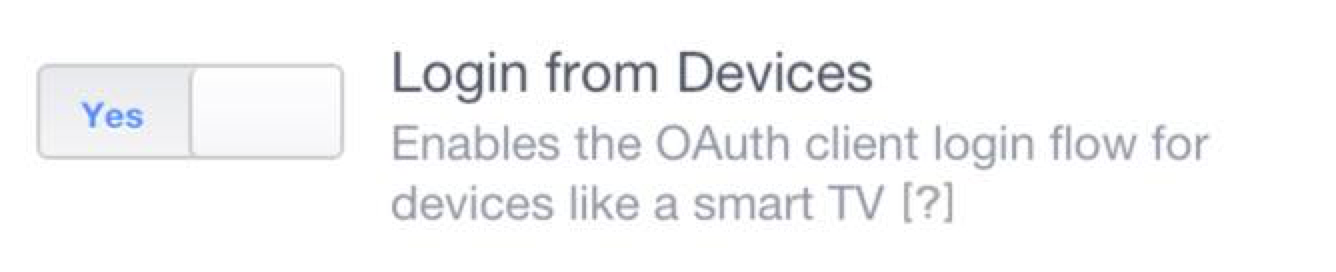 Yes
Login from Devices
Enables the OAuth client login flow for
devices like a smart TV [?]